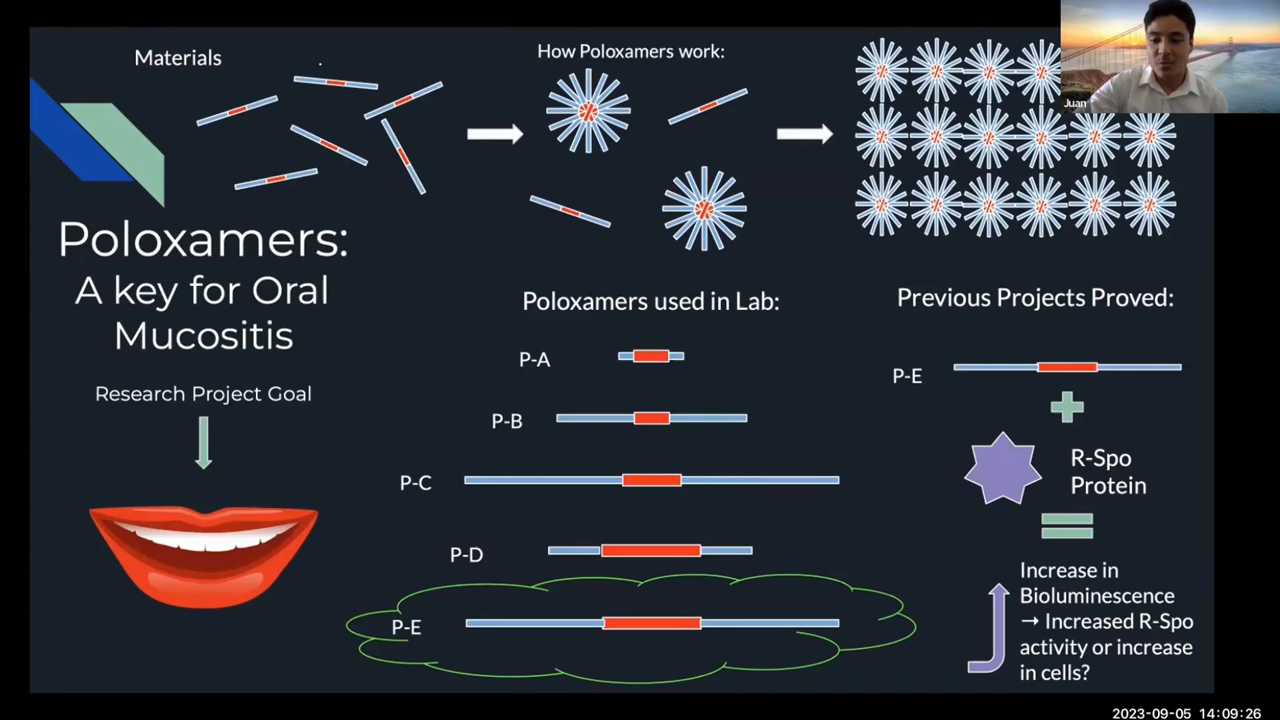 Materials
How Poloxamers work:
Juan
Poloxamers:
A key for Oral
Mucositis
Research Project Goal
Poloxamers used in Lab:
P-A
P-B
P-C
P-D
P-E
Previous Projects Proved:
P-E
R-Spo
Protein
Increase in
Bioluminescence
→ Increased R-Spo
activity or increase
in cells?
2023-09-05 14:09:26